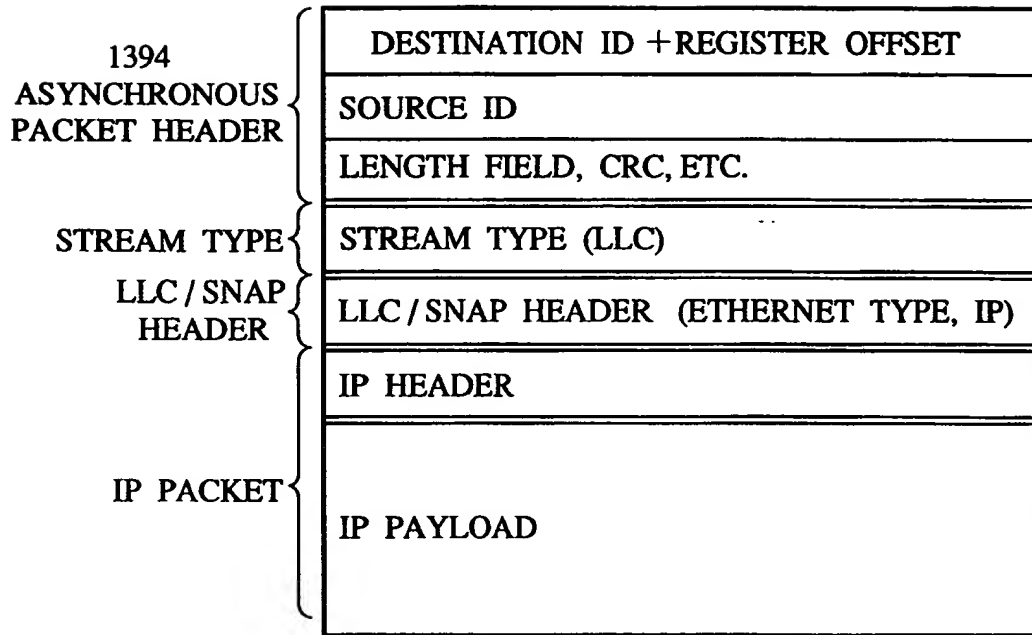 1394
ASYNCHRONOUS
PACKET HEADER
DESTINATION ID +REGISTER OFFSET
SOURCE ID
LENGTH FIELD, CRC, ETC.
STREAM TYPE
STREAM TYPE (LLC)
LLC / SNAP
HEADER
LLC / SNAP HEADER (ETHERNET TYPE, IP)
IP PACKET
IP HEADER
IP PAYLOAD